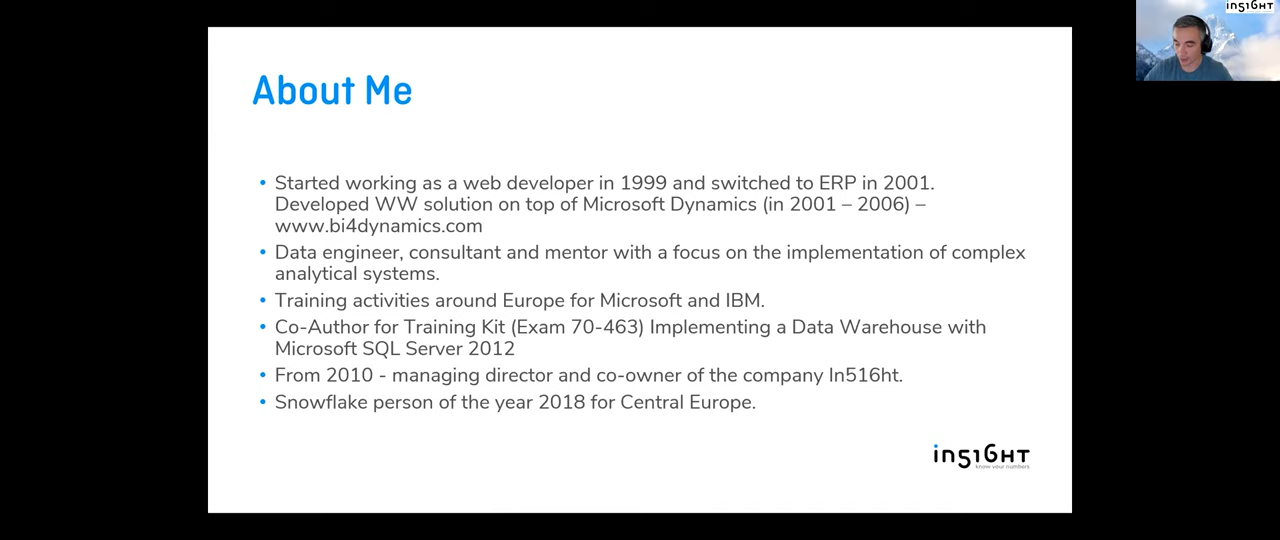 in516HT
About Me
• Started working as a web developer in 1999 and switched to ERP in 2001.
Developed WW solution on top of Microsoft Dynamics (in 2001 – 2006) –
www.bi4dynamics.com
• Data engineer, consultant and mentor with a focus on the implementation of complex
analytical systems.
• Training activities around Europe for Microsoft and IBM.
• Co-Author for Training Kit (Exam 70-463) Implementing a Data Warehouse with
Microsoft SQL Server 2012
• From 2010 - managing director and co-owner of the company In516ht.
• Snowflake person of the year 2018 for Central Europe.
in516HT
know your numbers